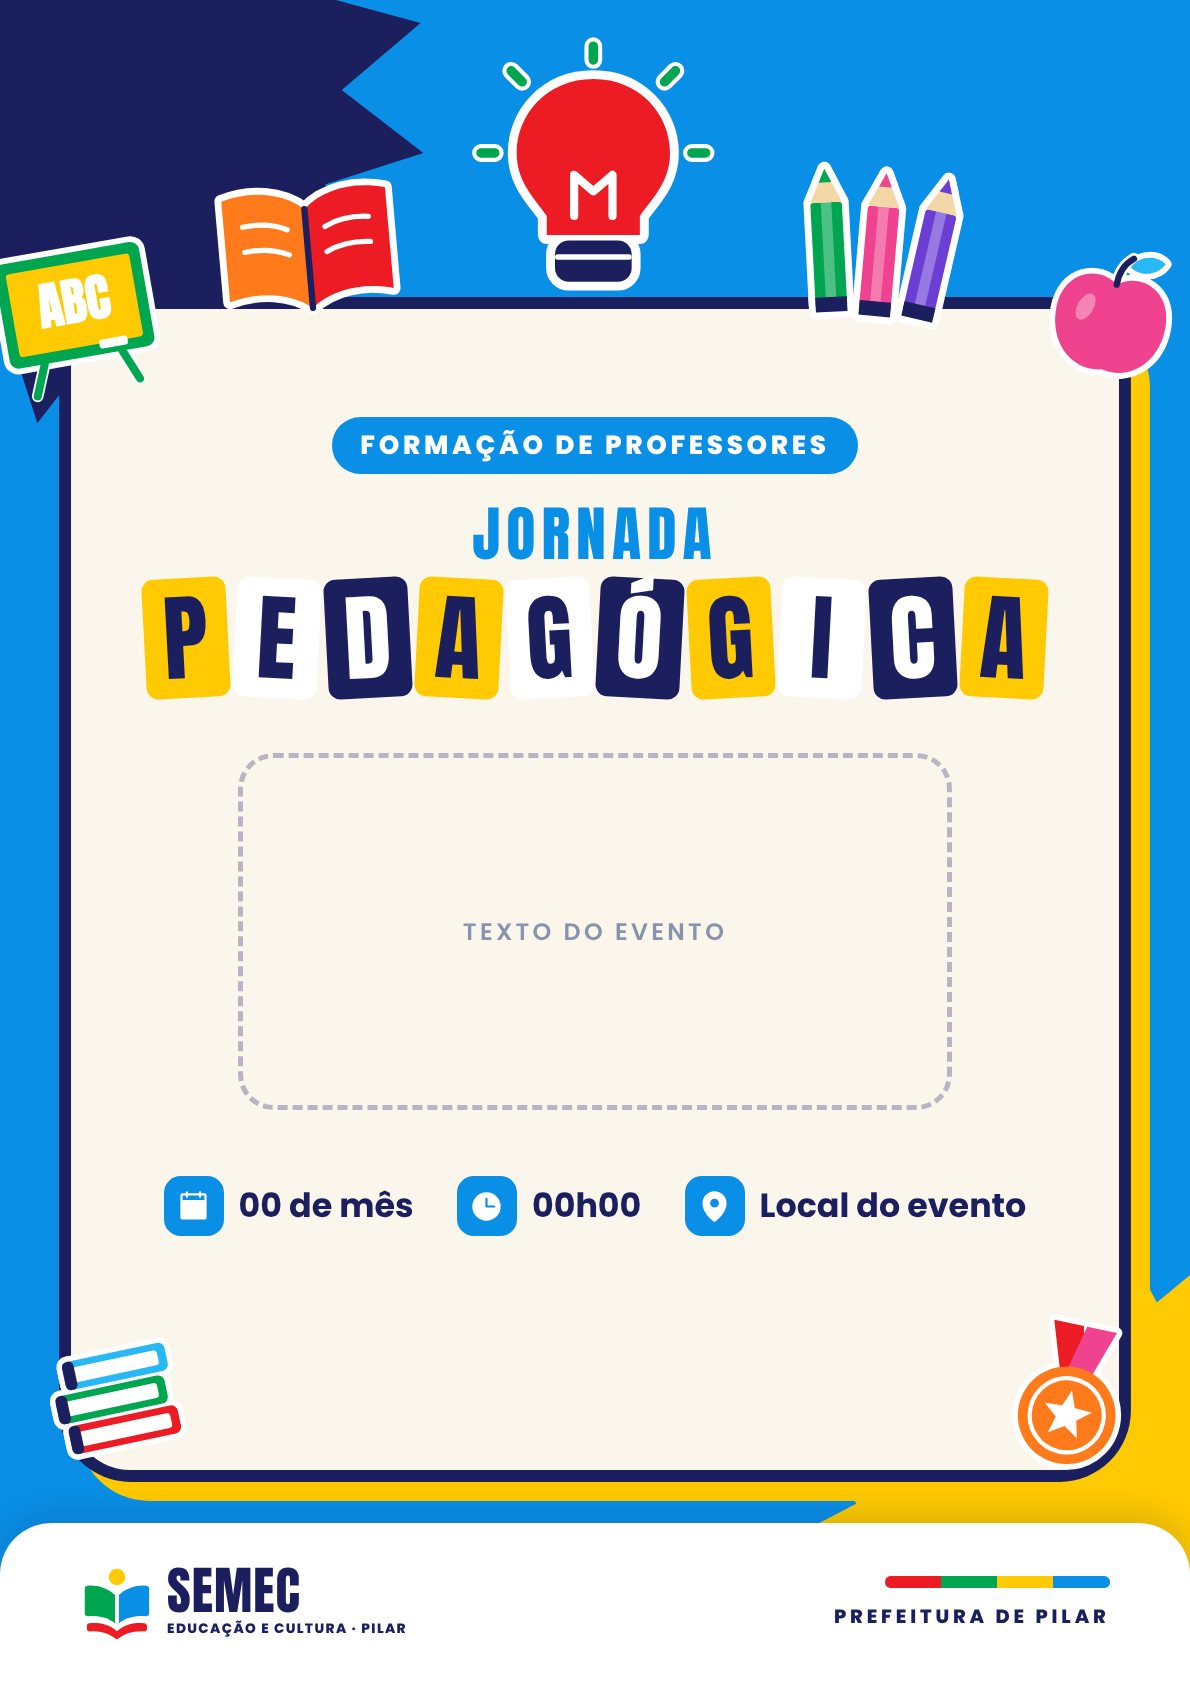 M
ABC
FORMAÇÃO DE PROFESSORES
JORNADA
PEDAGÓGICA
TEXTO DO EVENTO
00 de mês
00h00
Local do evento
SEMEC
EDUCAÇÃO E CULTURA · PILAR
PREFEITURA DE PILAR